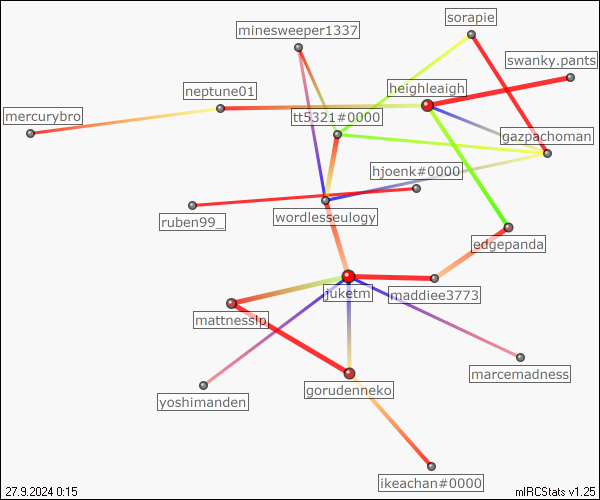 sorapie
minesweeper1337
swanky.pants
neptune01
heighleaigh
mercurybro
tt5321#0000
gazpachoman
hjoenk#0000
wordlesseulogy
ruben99_
edgepanda
juketm
maddiee3773
mattnesslp
marcemadness
gorudenneko
yoshimanden
ikeachan#0000
27.9.2024 0:15
mIRCStats v1.25